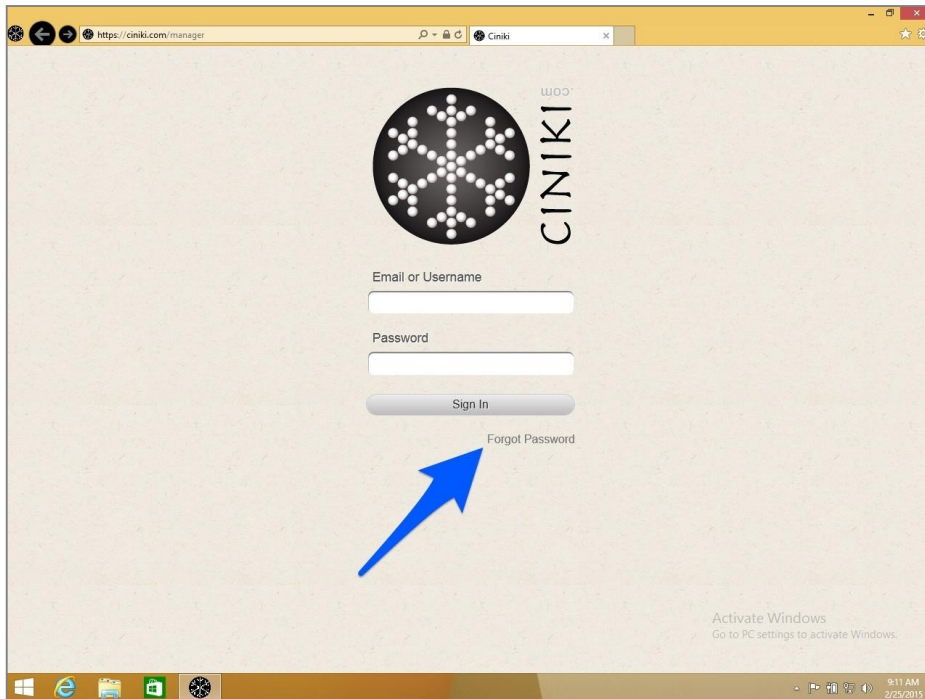 https://ciniki.com/manager
Ciniki
CINIKI
.com
Email or Username
Password
Sign In
Forgot Password
Activate Windows
Go to PC settings to activate Windows.
9:11 AM
2/25/2015